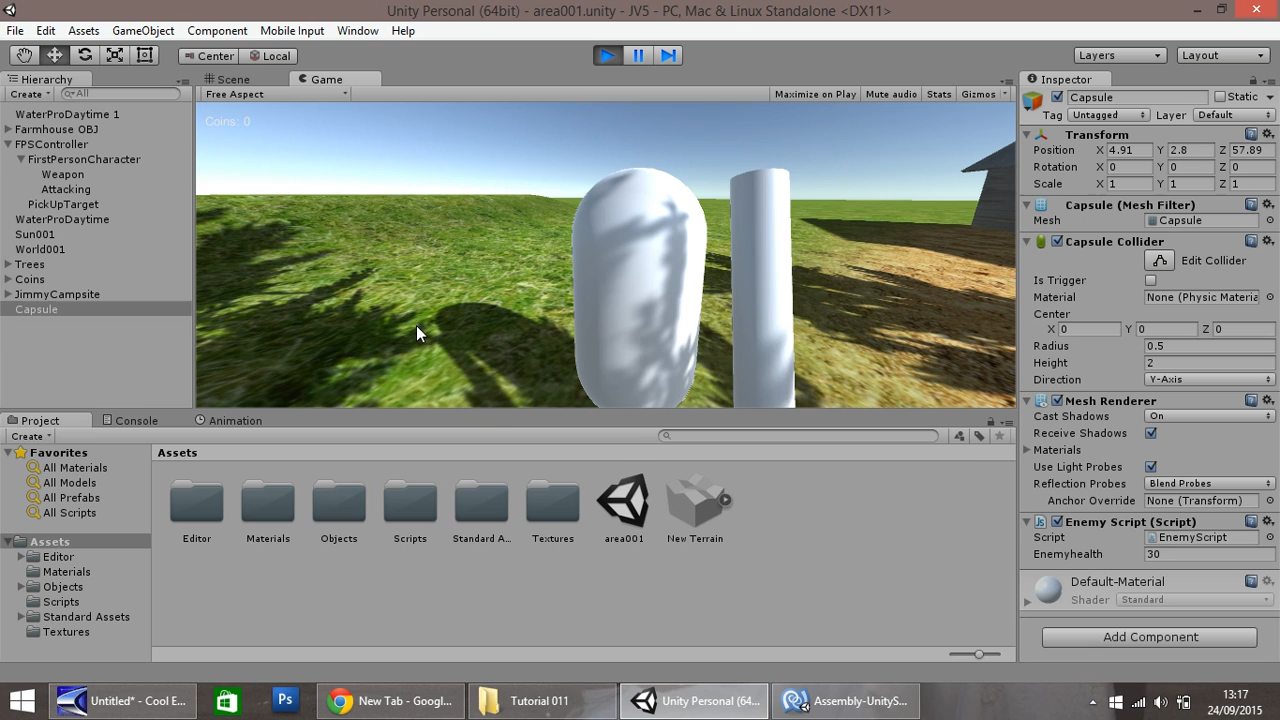 Unity Personal (64bit) - area001.unity - JV5 - PC, Mac & Linux Standalone <DX11>
File Edit Assets GameObject Component Mobile Input Window Help
Center Local Layers Layout
Hierarchy Scene Game Inspector
Create All Free Aspect Maximize on Play Mute audio Stats Gizmos Capsule Static
Tag Untagged Layer Default
WaterProDaytime 1
Farmhouse OBJ
FPSController
FirstPersonCharacter
Weapon
Attacking
PickUpTarget
WaterProDaytime
Sun001
World001
Trees
Coins
JimmyCampsite
Capsule
Coins: 0
Transform
Position X 4.91 Y 2.8 Z 57.89
Rotation X 0 Y 0 Z 0
Scale X 1 Y 1 Z 1
Capsule (Mesh Filter)
Mesh Capsule
Capsule Collider
Edit Collider
Is Trigger
Material None (Physic Materia
Center
X 0 Y 0 Z 0
Radius 0.5
Height 2
Direction Y-Axis
Mesh Renderer
Cast Shadows On
Receive Shadows
Materials
Use Light Probes
Reflection Probes Blend Probes
Anchor Override None (Transform)
Enemy Script (Script)
Script EnemyScript
Enemyhealth 30
Default-Material
Shader Standard
Add Component
Project Console Animation
Create
Favorites
All Materials
All Models
All Prefabs
All Scripts
Assets
Editor
Materials
Objects
Scripts
Standard Assets
Textures
Assets
Editor Materials Objects Scripts Standard A... Textures area001 New Terrain
Untitled* - Cool E... Ps New Tab - Googl... Tutorial 011 Unity Personal (64... Assembly-UnityS...
13:17
24/09/2015